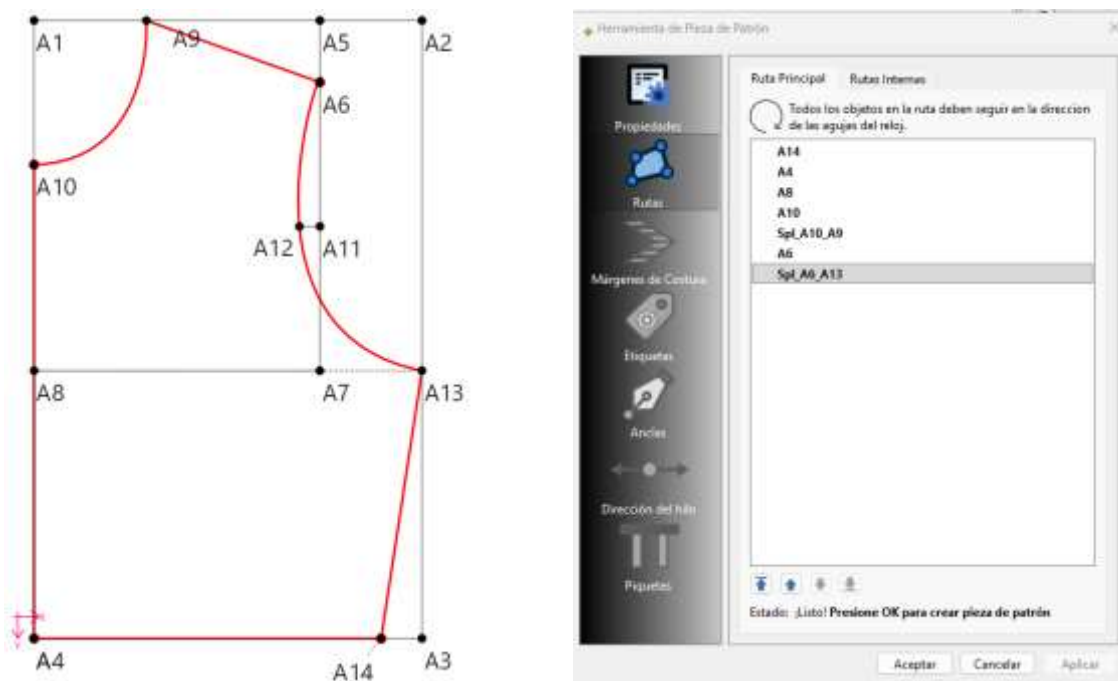 A1
A9
A5
A2
A6
A10
A12
A11
A8
A7
A13
A4
A14
A3
Herramienta de Pieza de Patrón
Propiedades
Rutas
Márgenes de Costura
Etiquetas
Anclas
Dirección del hilo
Piquetes
Ruta Principal Rutas Internas
Todos los objetos en la ruta deben seguir en la direccion
de las agujas del reloj.
A14
A4
A8
A10
Spl_A10_A9
A6
Spl_A6_A13
Estado: ¡Listo! Presione OK para crear pieza de patrón
Aceptar Cancelar Aplicar